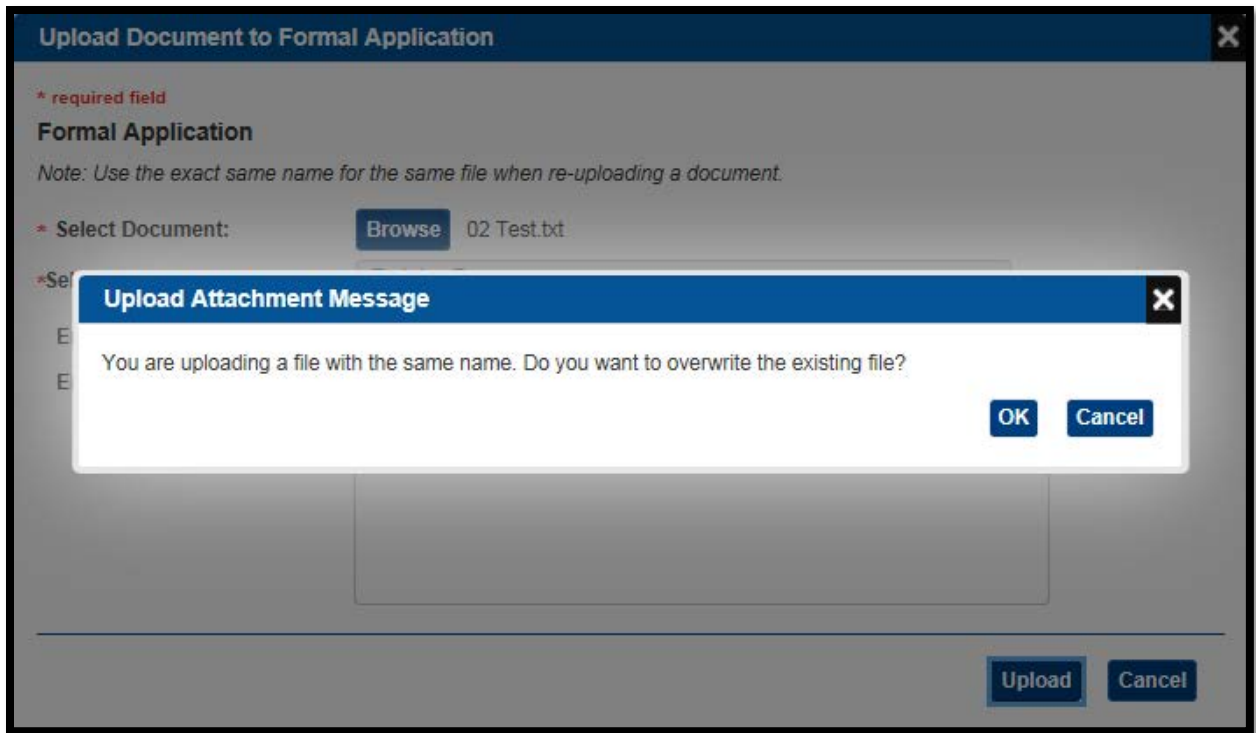 Upload Document to Formal Application
* required field
Formal Application
Note: Use the exact same name for the same file when re-uploading a document.
* Select Document: Browse 02 Test.txt
Upload Attachment Message
You are uploading a file with the same name. Do you want to overwrite the existing file?
OK Cancel
Upload Cancel